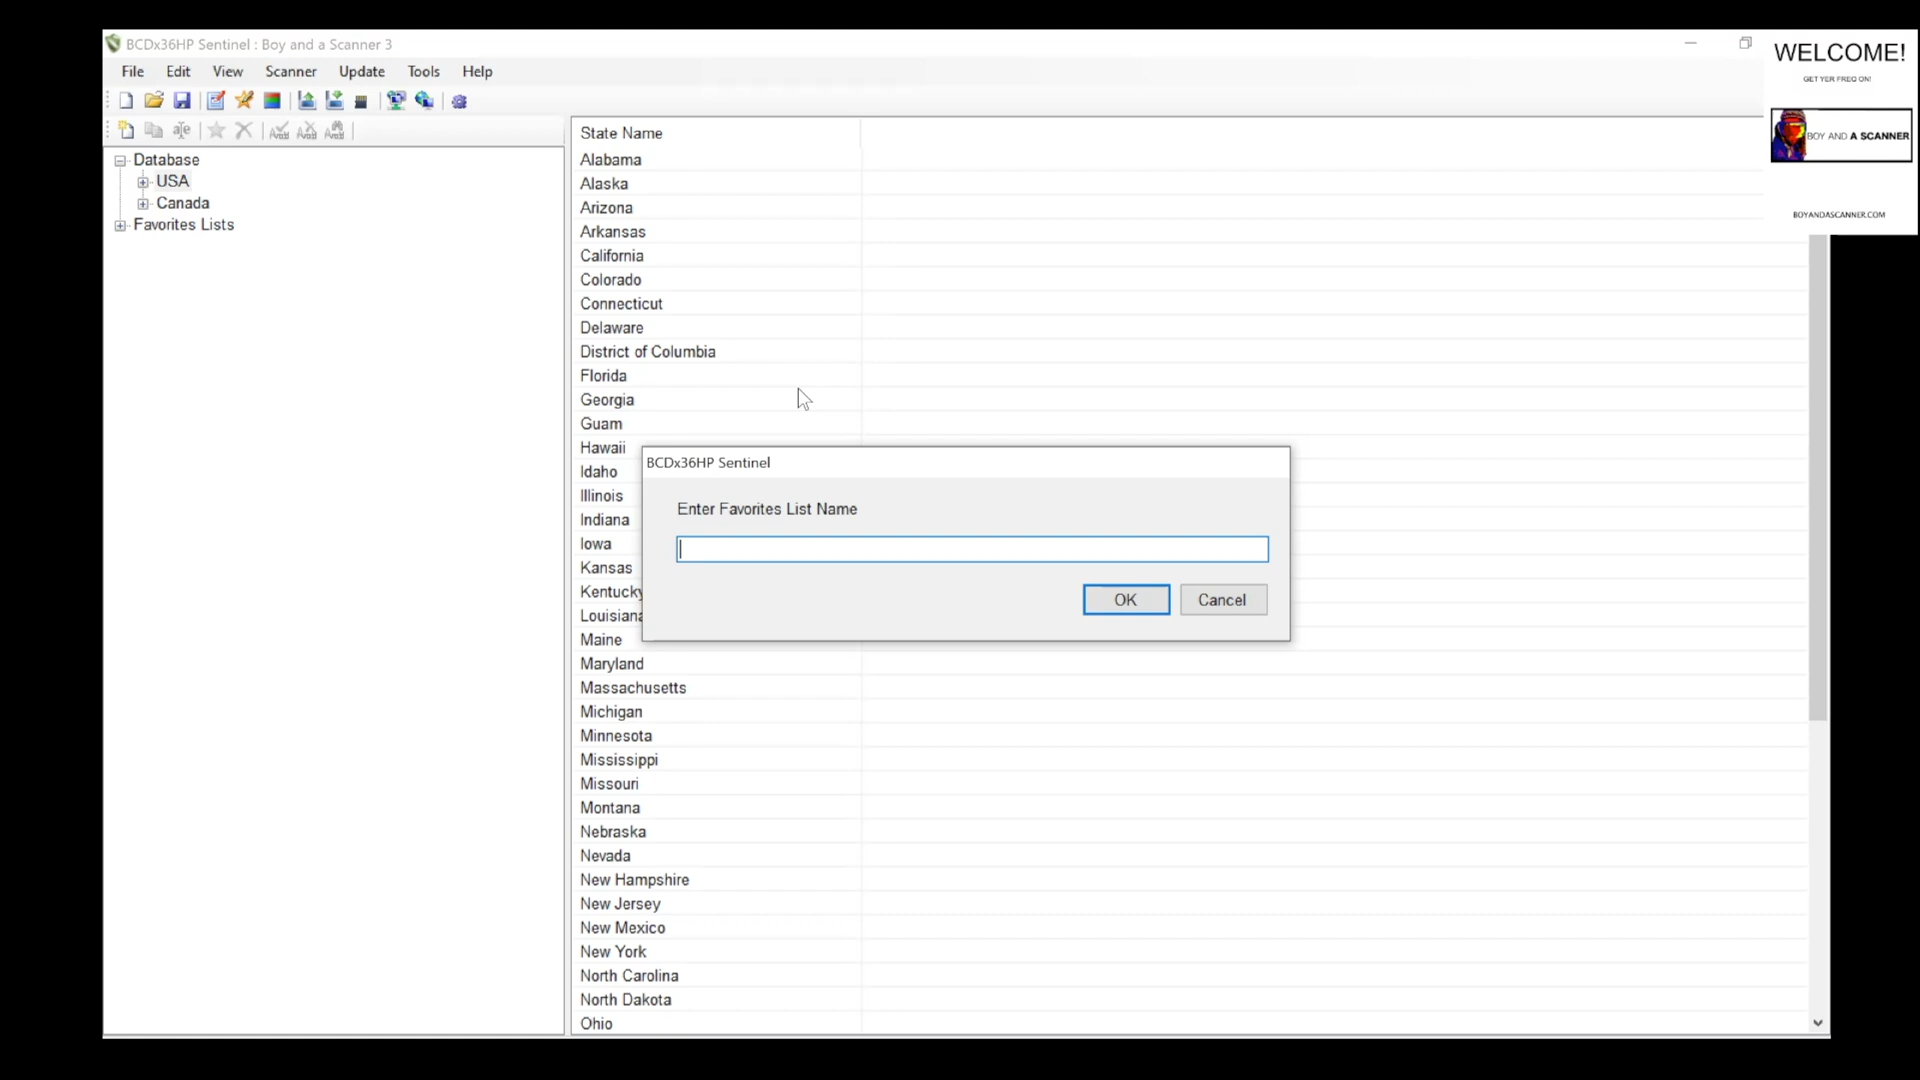 BCDx36HP Sentinel : Boy and a Scanner 3
WELCOME!
GET YER FREQ ON!
BOY AND A SCANNER
BOYANDASCANNER.COM
File Edit View Scanner Update Tools Help
Database
USA
Canada
Favorites Lists
State Name
Alabama
Alaska
Arizona
Arkansas
California
Colorado
Connecticut
Delaware
District of Columbia
Florida
Georgia
Guam
Hawaii
Idaho
Illinois
Indiana
Iowa
Kansas
Kentucky
Louisiana
Maine
Maryland
Massachusetts
Michigan
Minnesota
Mississippi
Missouri
Montana
Nebraska
Nevada
New Hampshire
New Jersey
New Mexico
New York
North Carolina
North Dakota
Ohio
BCDx36HP Sentinel
Enter Favorites List Name
OK Cancel